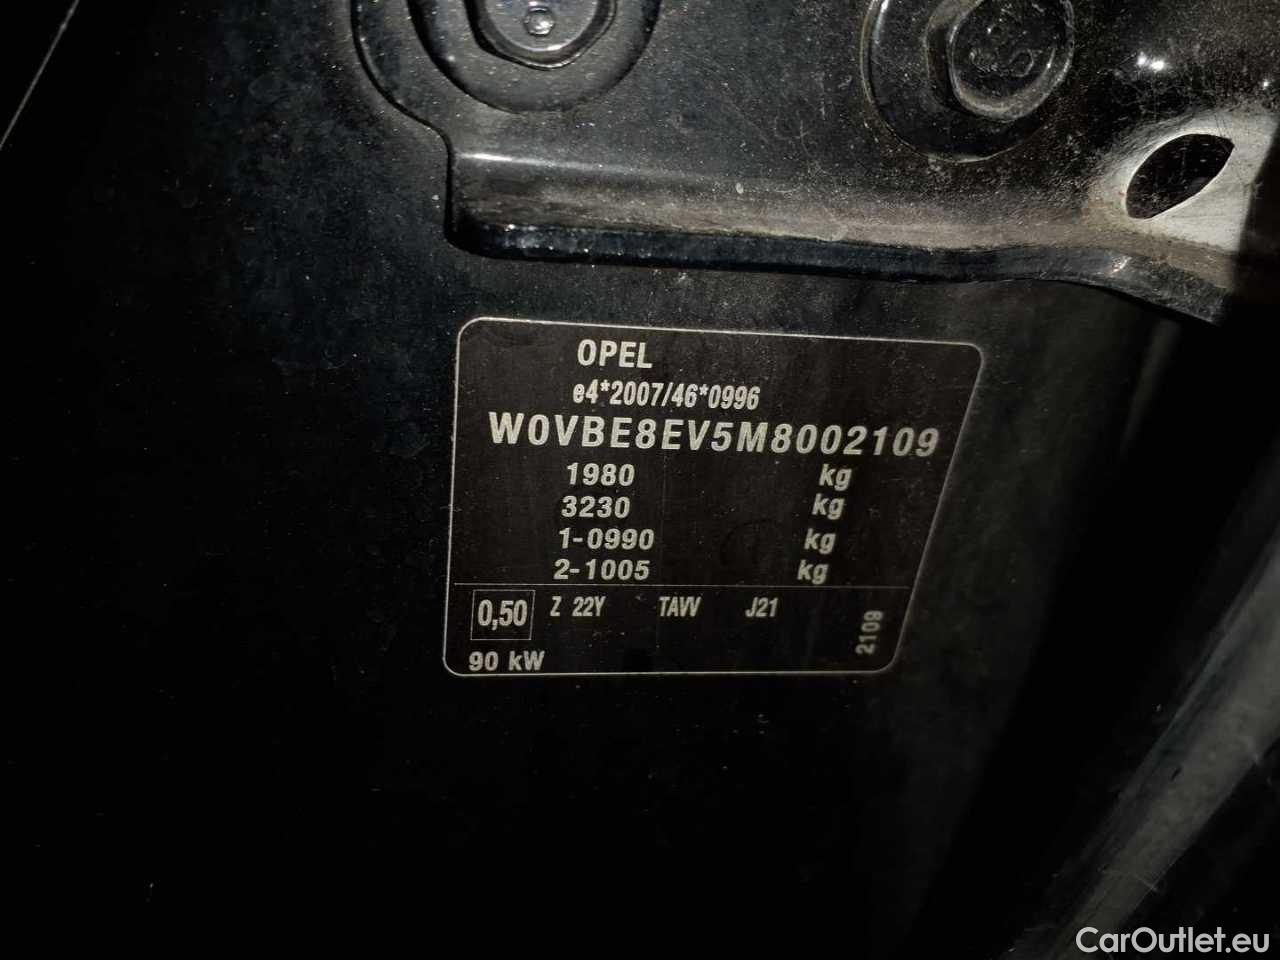 OPEL
e4*2007/46*0996
W0VBE8EV5M8002109
1980 kg
3230 kg
1-0990 kg
2-1005 kg
0,50 Z 22Y TAVV J21
2109
90 kW
CarOutlet.eu